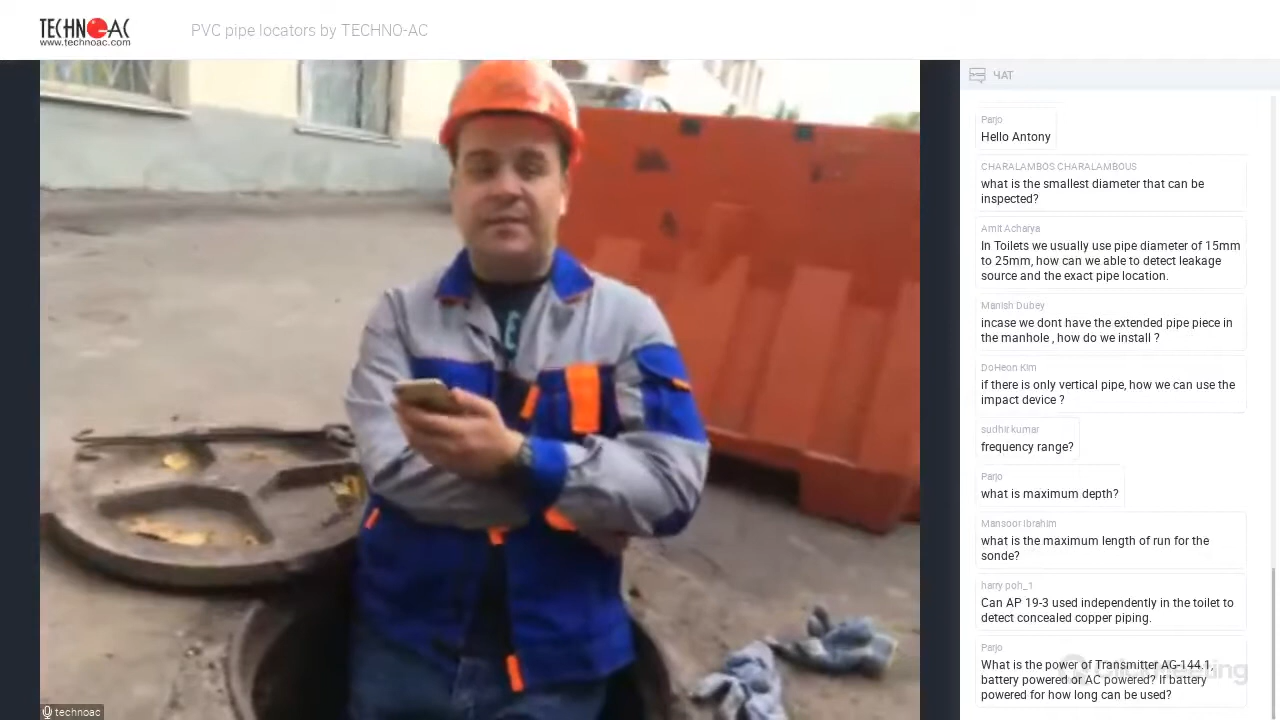 TECHNO-AC
www.technoac.com
PVC pipe locators by TECHNO-AC
ЧАТ
Parjo
Hello Antony
CHARALAMBOS CHARALAMBOUS
what is the smallest diameter that can be
inspected?
Amit Acharya
In Toilets we usually use pipe diameter of 15mm
to 25mm, how can we able to detect leakage
source and the exact pipe location.
Manish Dubey
incase we dont have the extended pipe piece in
the manhole , how do we install ?
DoHeon Kim
if there is only vertical pipe, how we can use the
impact device ?
sudhir kumar
frequency range?
Parjo
what is maximum depth?
Mansoor Ibrahim
what is the maximum length of run for the
sonde?
harry poh_1
Can AP 19-3 used independently in the toilet to
detect concealed copper piping.
Parjo
What is the power of Transmitter AG-144.1.
battery powered or AC powered? If battery
powered for how long can be used?
technoac